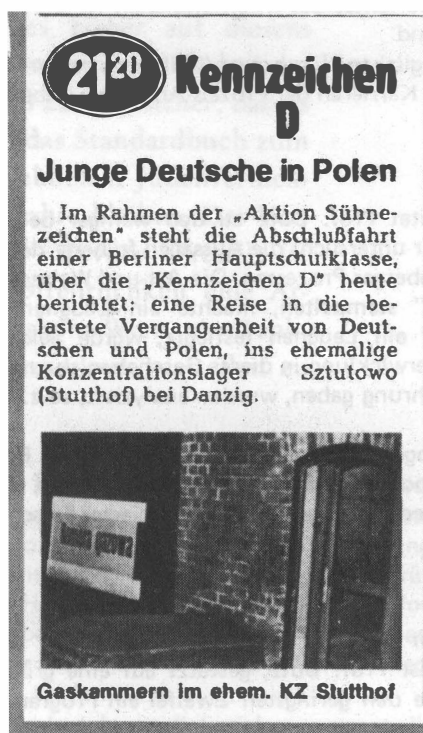 21 20 Kennzeichen
D
Junge Deutsche in Polen
Im Rahmen der „Aktion Sühne-
zeichen" steht die Abschlußfahrt
einer Berliner Hauptschulklasse,
über die „Kennzeichen D" heute
berichtet: eine Reise in die be-
lastete Vergangenheit von Deut-
schen und Polen, ins ehemalige
Konzentrationslager Sztutowo
(Stutthof) bei Danzig.
komora gazowa
Gaskammern im ehem. KZ Stutthof